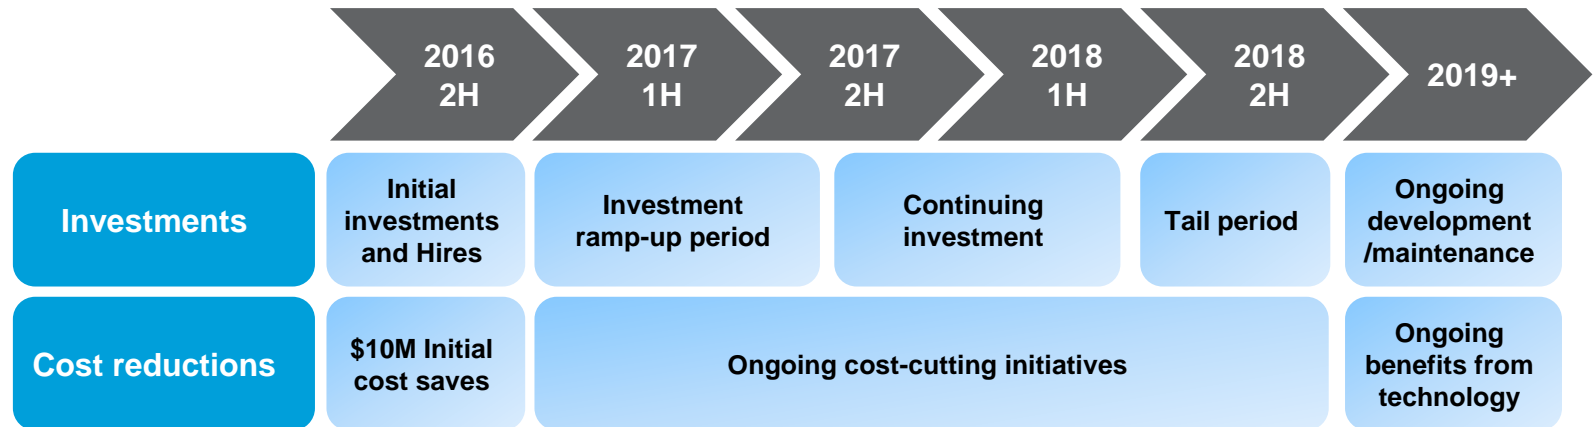 2016
2H
2017
1H
2017
2H
2018
1H
2018
2H
2019+
Investments
Initial
investments
and Hires
Investment
ramp-up period
Continuing
investment
Tail period
Ongoing
development
/maintenance
Cost reductions
$10M Initial
cost saves
Ongoing cost-cutting initiatives
Ongoing
benefits from
technology